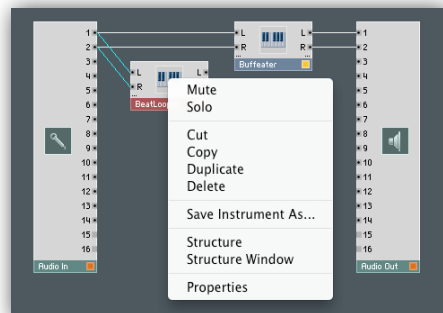 1
2
3
4
5
6
7
8
9
10
11
12
13
14
15
16
Audio In
L
R
...
L
BeatLoop
L
R
...
L
R
Buffeater
1
2
3
4
5
6
7
8
9
10
11
12
13
14
15
16
Audio Out
Mute
Solo
Cut
Copy
Duplicate
Delete
Save Instrument As...
Structure
Structure Window
Properties